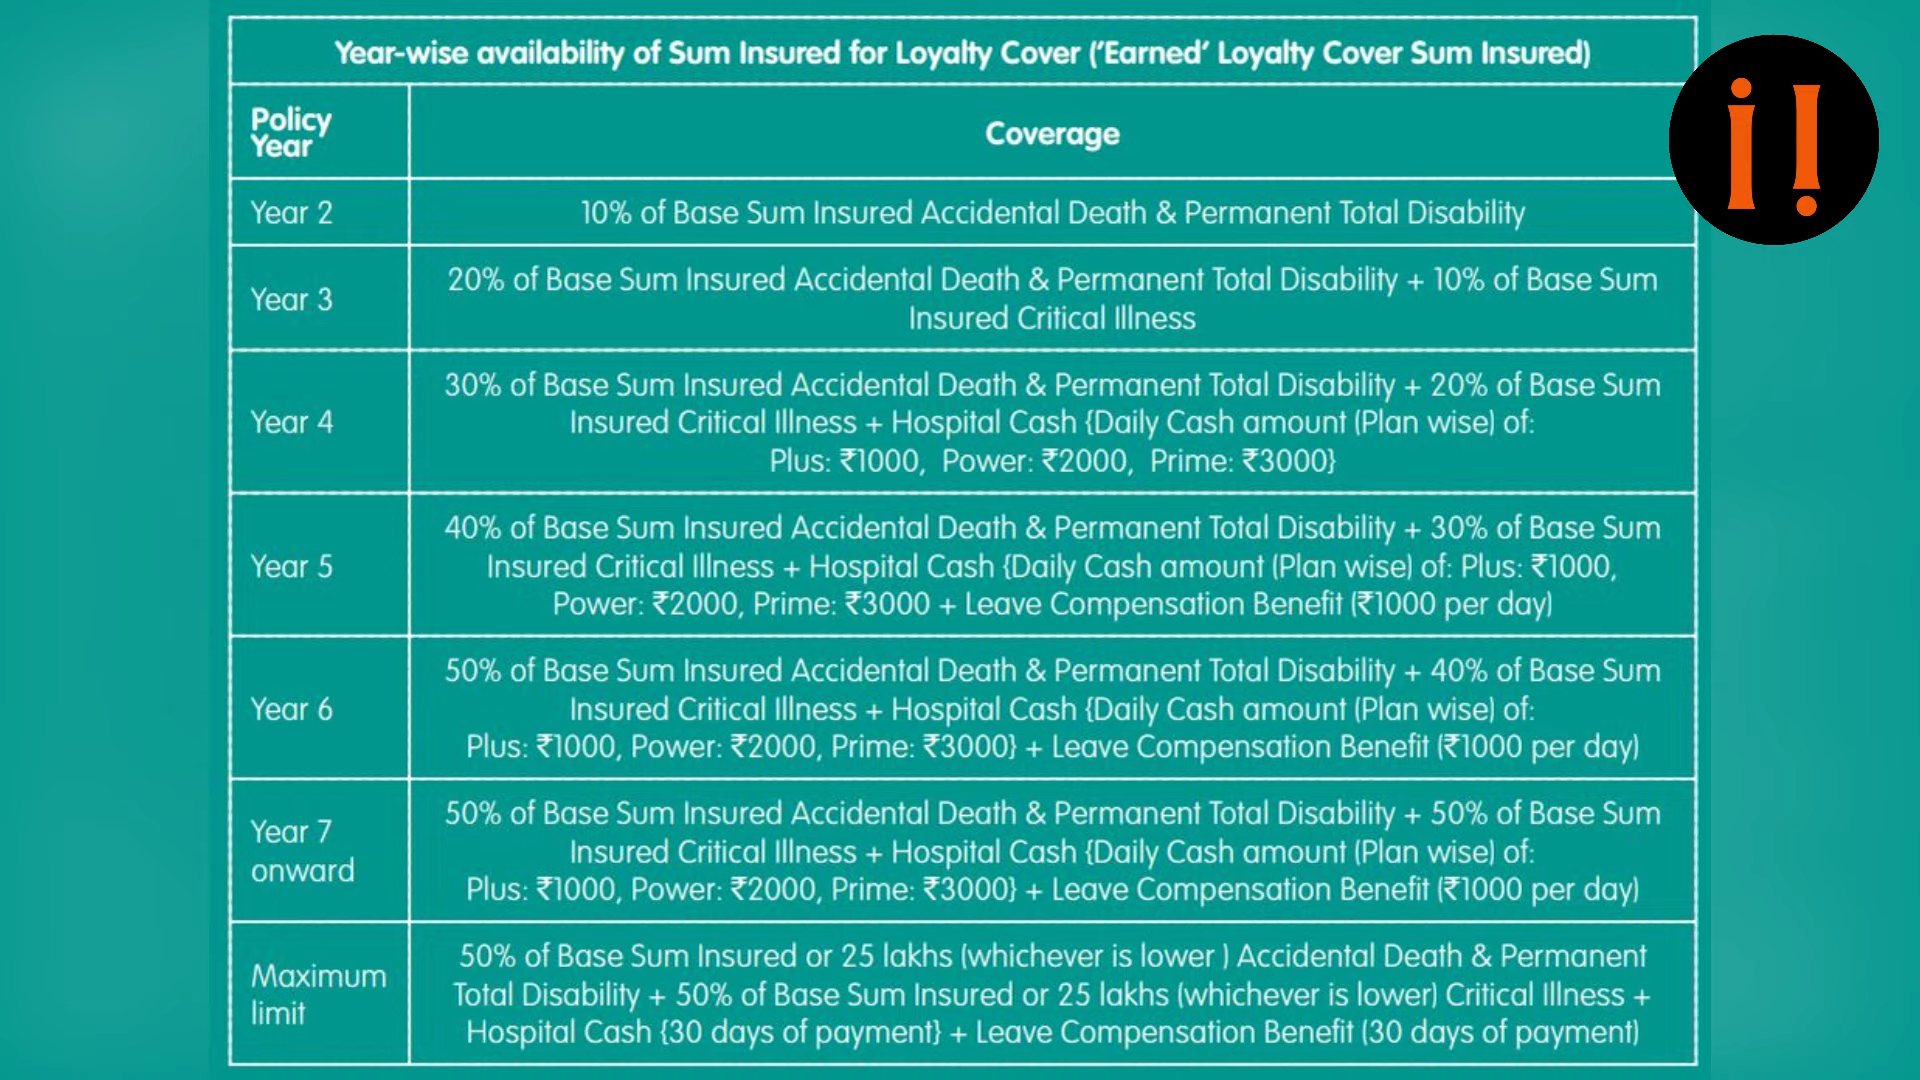 Year-wise availability of Sum Insured for Loyalty Cover (‘Earned’ Loyalty Cover Sum Insured)
Policy
Year
Coverage
Year 2
10% of Base Sum Insured Accidental Death & Permanent Total Disability
Year 3
20% of Base Sum Insured Accidental Death & Permanent Total Disability + 10% of Base Sum
Insured Critical Illness
Year 4
30% of Base Sum Insured Accidental Death & Permanent Total Disability + 20% of Base Sum
Insured Critical Illness + Hospital Cash {Daily Cash amount (Plan wise) of:
Plus: ₹1000, Power: ₹2000, Prime: ₹3000}
Year 5
40% of Base Sum Insured Accidental Death & Permanent Total Disability + 30% of Base Sum
Insured Critical Illness + Hospital Cash {Daily Cash amount (Plan wise) of: Plus: ₹1000,
Power: ₹2000, Prime: ₹3000 + Leave Compensation Benefit (₹1000 per day)
Year 6
50% of Base Sum Insured Accidental Death & Permanent Total Disability + 40% of Base Sum
Insured Critical Illness + Hospital Cash {Daily Cash amount (Plan wise) of:
Plus: ₹1000, Power: ₹2000, Prime: ₹3000} + Leave Compensation Benefit (₹1000 per day)
Year 7
onward
50% of Base Sum Insured Accidental Death & Permanent Total Disability + 50% of Base Sum
Insured Critical Illness + Hospital Cash {Daily Cash amount (Plan wise) of:
Plus: ₹1000, Power: ₹2000, Prime: ₹3000} + Leave Compensation Benefit (₹1000 per day)
Maximum
limit
50% of Base Sum Insured or 25 lakhs (whichever is lower ) Accidental Death & Permanent
Total Disability + 50% of Base Sum Insured or 25 lakhs (whichever is lower) Critical Illness +
Hospital Cash {30 days of payment} + Leave Compensation Benefit (30 days of payment)
i!